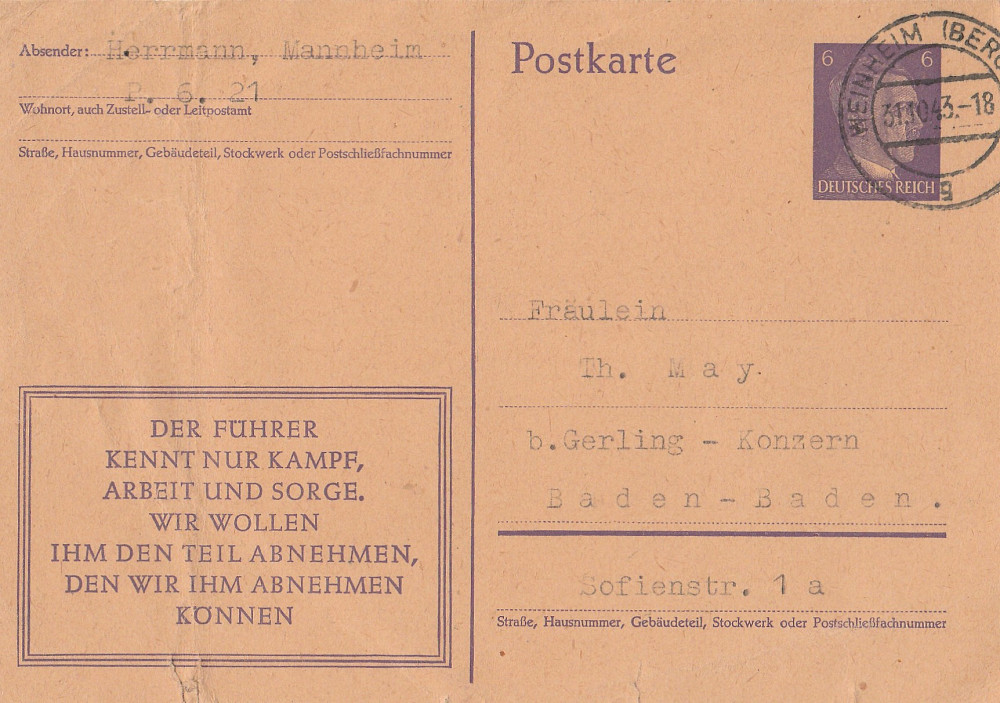 Absender: Herrmann, Mannheim
P. 6. 21
Wohnort, auch Zustell- oder Leitpostamt
Straße, Hausnummer, Gebäudeteil, Stockwerk oder Postschließfachnummer
DER FÜHRER
KENNT NUR KAMPF,
ARBEIT UND SORGE.
WIR WOLLEN
IHM DEN TEIL ABNEHMEN,
DEN WIR IHM ABNEHMEN
KÖNNEN
Postkarte
6 6
DEUTSCHES REICH
WEINHEIM (BERG
31.10.43.-18
g
Fräulein
Th. May.
b.Gerling - Konzern
Baden-Baden.
Sofienstr. 1 a
Straße, Hausnummer, Gebäudeteil, Stockwerk oder Postschließfachnummer